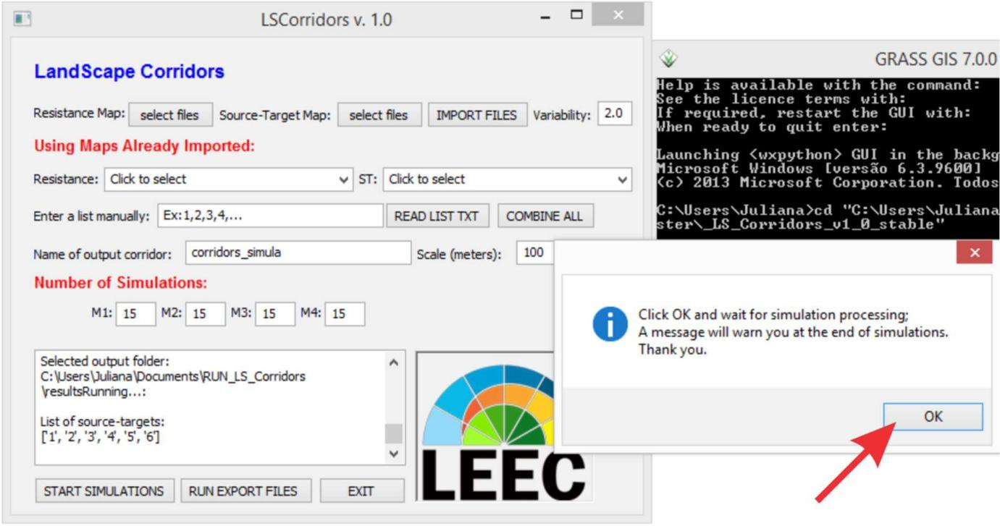 LSCorridors v. 1.0
LandScape Corridors
Resistance Map: select files Source-Target Map: select files IMPORT FILES Variability: 2.0
Using Maps Already Imported:
Resistance: Click to select ST: Click to select
Enter a list manually: Ex:1,2,3,4,... READ LIST TXT COMBINE ALL
Name of output corridor: corridors_simula Scale (meters): 100
Number of Simulations:
M1: 15 M2: 15 M3: 15 M4: 15
Selected output folder:
C:\Users\Juliana\Documents\RUN_LS_Corridors
\resultsRunning...:
List of source-targets:
['1', '2', '3', '4', '5', '6']
START SIMULATIONS RUN EXPORT FILES EXIT
LEEC
GRASS GIS 7.0.0
Help is available with the command:
See the licence terms with:
If required, restart the GUI with:
When ready to quit enter:
Launching <wxpython> GUI in the backg
Microsoft Windows [versão 6.3.9600]
(c) 2013 Microsoft Corporation. Todos
C:\Users\Juliana>cd "C:\Users\Juliana
ster\_LS_Corridors_v1_0_stable"
Click OK and wait for simulation processing;
A message will warn you at the end of simulations.
Thank you.
OK